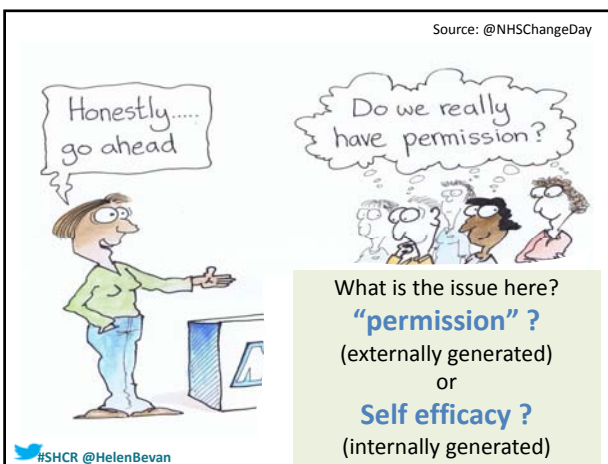 Source: @NHSChangeDay
Honestly.....
go ahead
Do we really
have permission?
What is the issue here?
“permission” ?
(externally generated)
or
Self efficacy ?
(internally generated)
#SHCR @HelenBevan